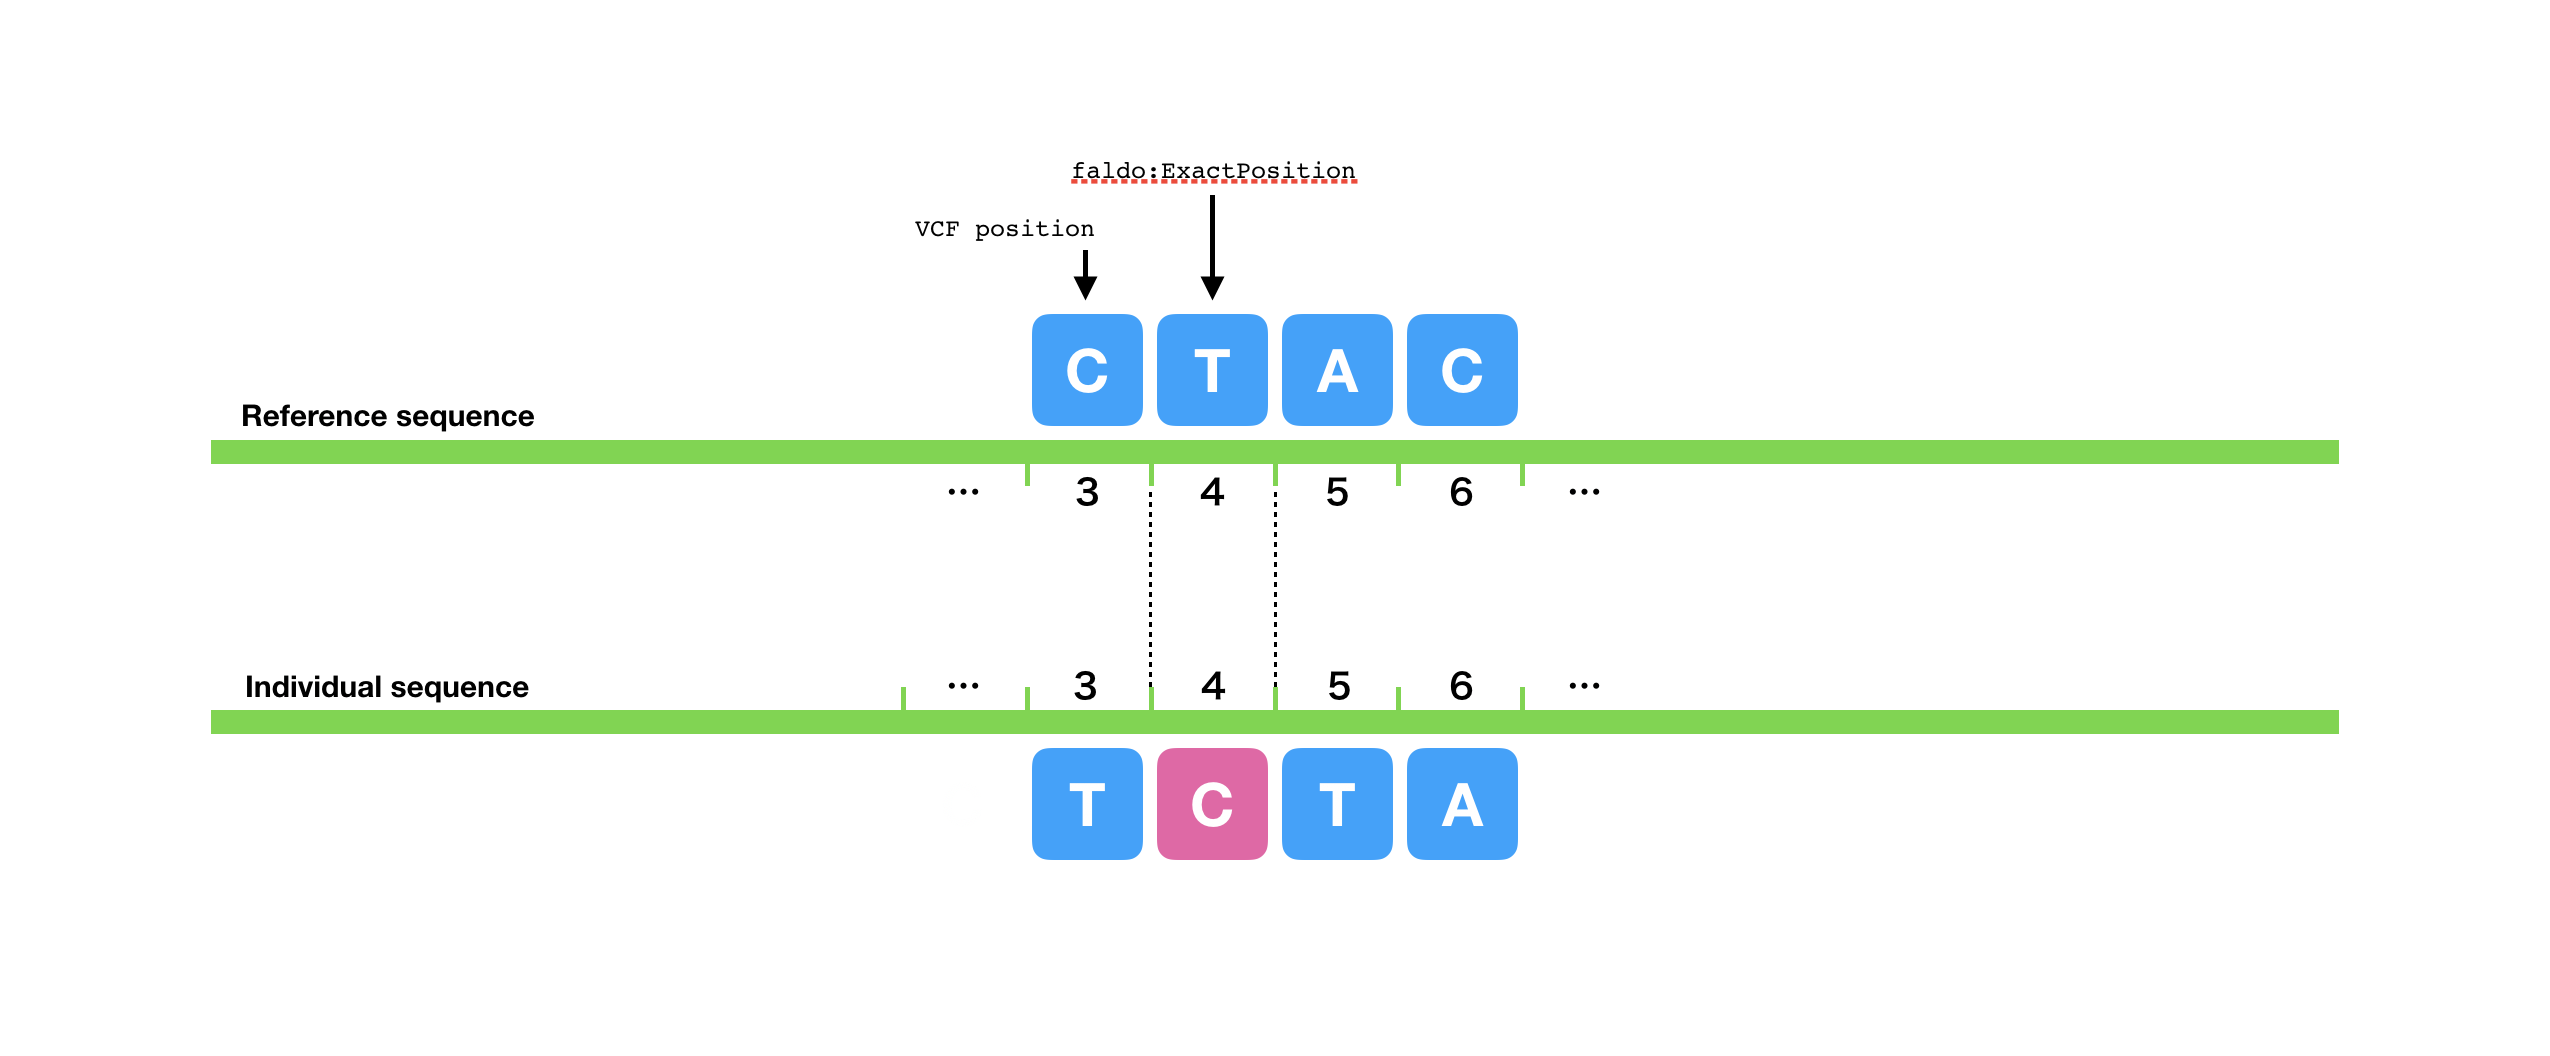 faldo:ExactPosition
VCF position
C T A C
Reference sequence
... 3 4 5 6 ...
Individual sequence
... 3 4 5 6 ...
T C T A